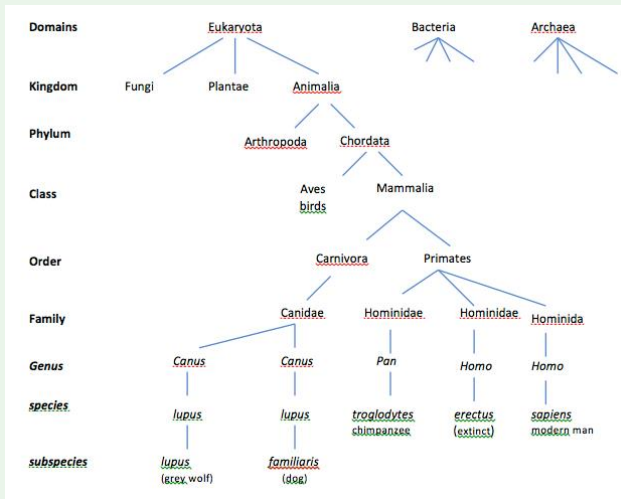 Domains Eukaryota Bacteria Archaea
Kingdom Fungi Plantae Animalia
Phylum Arthropoda Chordata
Class Aves Mammalia
birds
Order Carnivora Primates
Family Canidae Hominidae Hominidae Hominida
Genus Canus Canus Pan Homo Homo
species lupus lupus troglodytes erectus sapiens
chimpanzee (extinct) modern man
subspecies lupus familiaris
(grey wolf) (dog)